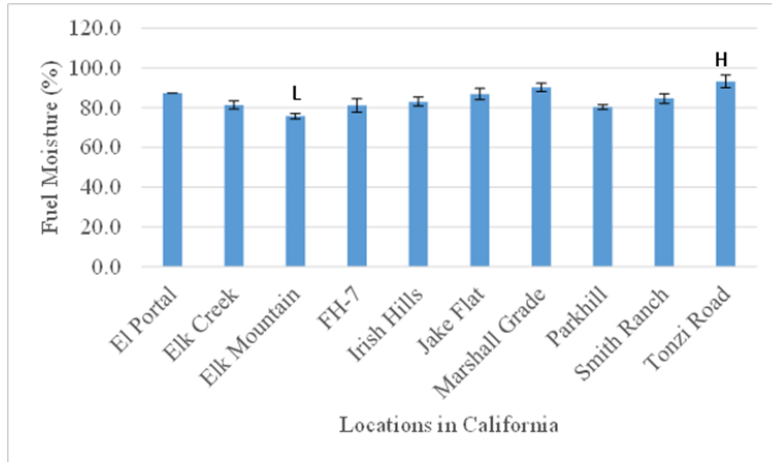 120.0
100.0
80.0
60.0
40.0
20.0
0.0
Fuel Moisture (%)
L
H
El Portal
Elk Creek
Elk Mountain
FH-7
Irish Hills
Jake Flat
Marshall Grade
Parkhill
Smith Ranch
Tonzi Road
Locations in California